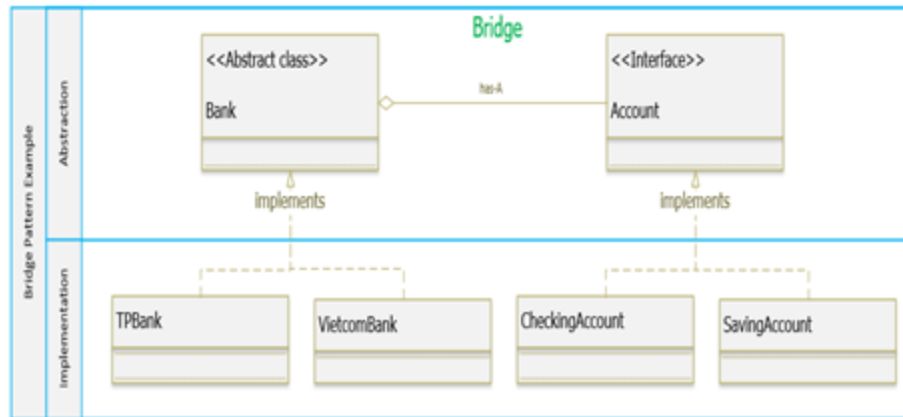 Bridge Pattern Example
Abstraction
Bridge
<<Abstract class>>
Bank
has-A
<<Interface>>
Account
implements
implements
Implementation
TPBank
VietcomBank
CheckingAccount
SavingAccount